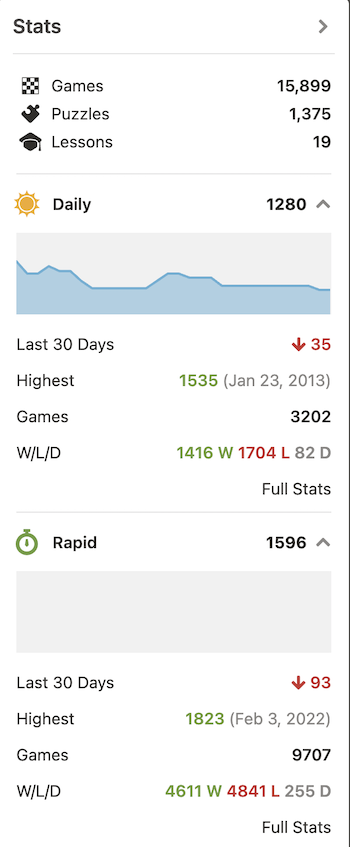 Stats
Games 15,899
Puzzles 1,375
Lessons 19
Daily 1280
Last 30 Days 35
Highest 1535 (Jan 23, 2013)
Games 3202
W/L/D 1416 W 1704 L 82 D
Full Stats
Rapid 1596
Last 30 Days 93
Highest 1823 (Feb 3, 2022)
Games 9707
W/L/D 4611 W 4841 L 255 D
Full Stats